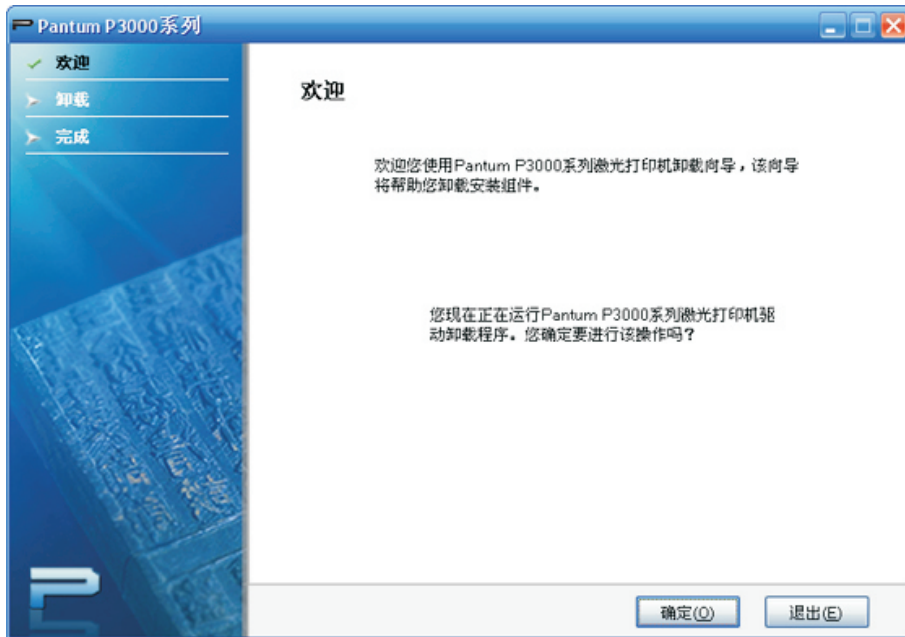 Pantum P3000系列
欢迎
卸载
完成
欢迎
欢迎您使用Pantum P3000系列激光打印机卸载向导，该向导
将帮助您卸载安装组件。
您现在正在运行Pantum P3000系列激光打印机驱
动卸载程序。您确定要进行该操作吗？
确定(O)
退出(E)